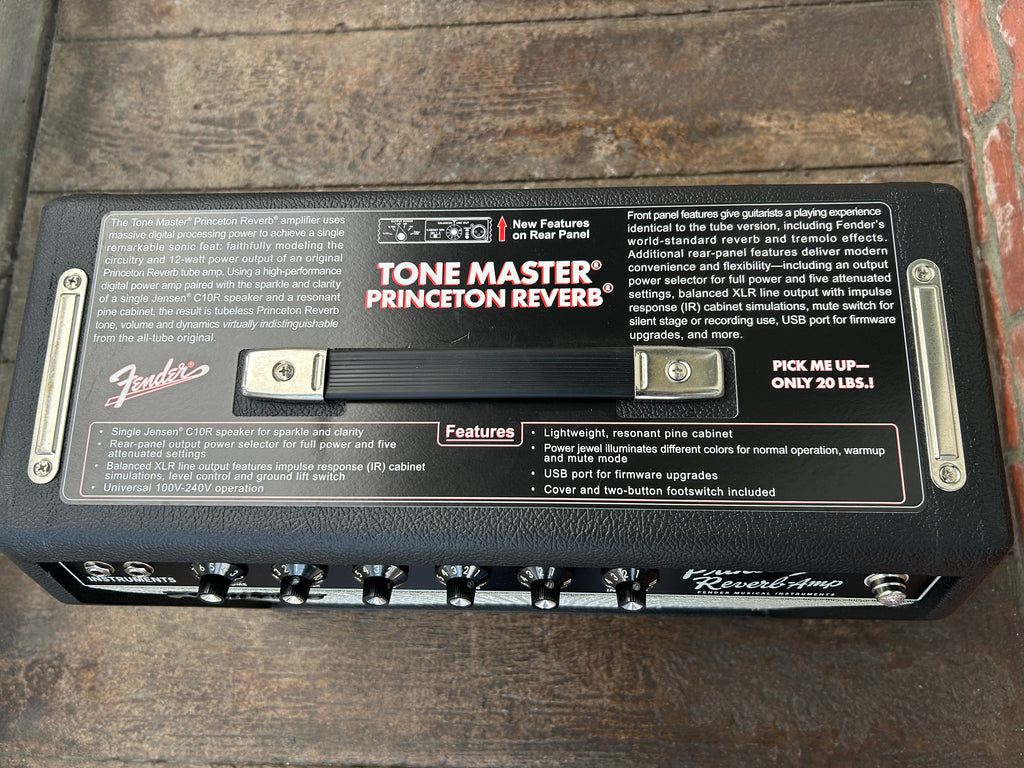 The Tone Master® Princeton Reverb® amplifier uses
massive digital processing power to achieve a single
remarkable sonic feat: faithfully modeling the
circuitry and 12-watt power output of an original
Princeton Reverb tube amp. Using a high-performance
digital power amp paired with the sparkle and clarity
of a single Jensen® C10R speaker and a resonant
pine cabinet, the result is tubeless Princeton Reverb
tone, volume and dynamics virtually indistinguishable
from the all-tube original.
Fender®
New Features
on Rear Panel
TONE MASTER®
PRINCETON REVERB®
Front panel features give guitarists a playing experience
identical to the tube version, including Fender's
world-standard reverb and tremolo effects.
Additional rear-panel features deliver modern
convenience and flexibility—including an output
power selector for full power and five attenuated
settings, balanced XLR line output with impulse
response (IR) cabinet simulations, mute switch for
silent stage or recording use, USB port for firmware
upgrades, and more.
PICK ME UP—
ONLY 20 LBS.!
Features
• Single Jensen® C10R speaker for sparkle and clarity
• Rear-panel output power selector for full power and five
attenuated settings
• Balanced XLR line output features impulse response (IR) cabinet
simulations, level control and ground lift switch
• Universal 100V-240V operation
• Lightweight, resonant pine cabinet
• Power jewel illuminates different colors for normal operation, warmup
and mute mode
• USB port for firmware upgrades
• Cover and two-button footswitch included
INSTRUMENTS
Reverb-Amp
FENDER MUSICAL INSTRUMENTS